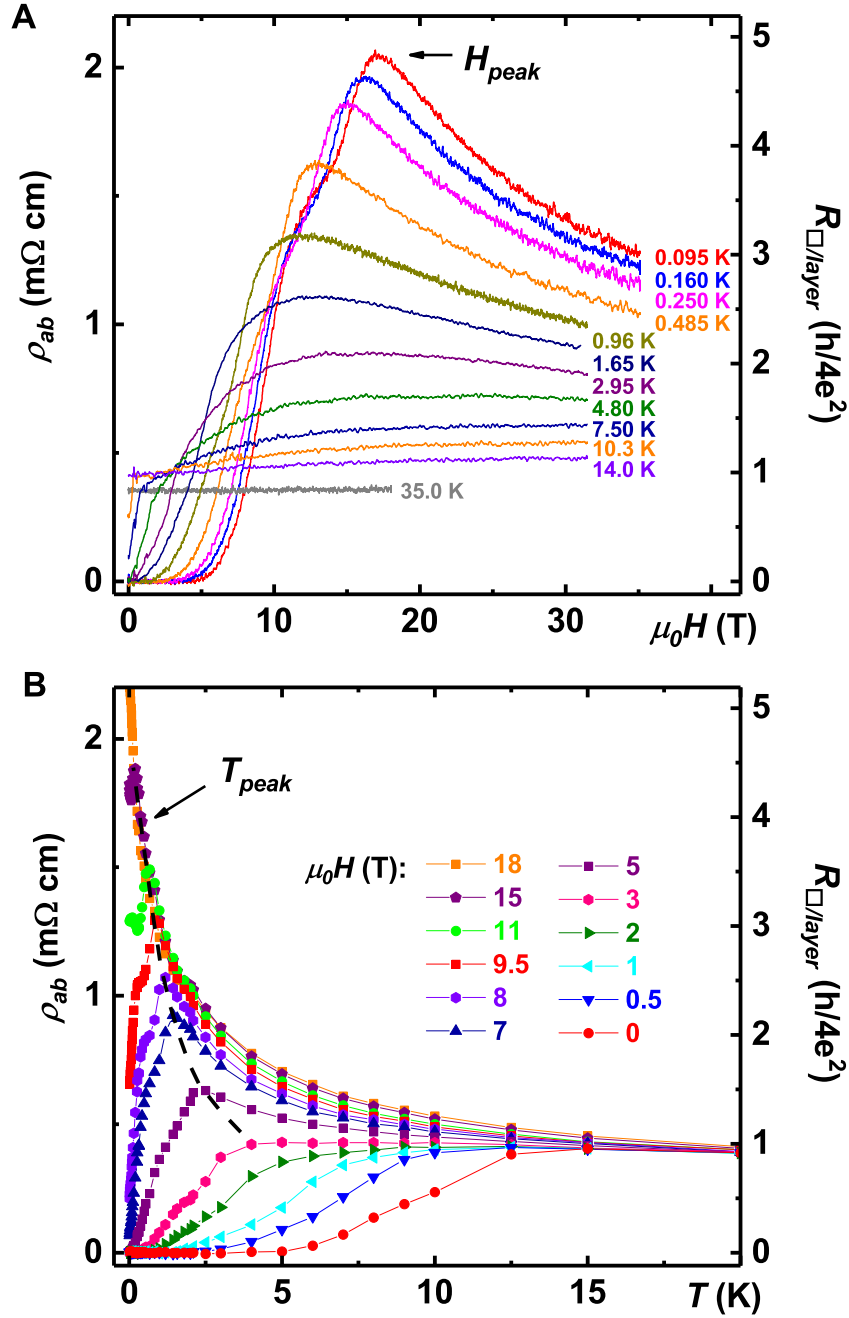 A
H_peak
2
1
0
ρ_ab (mΩ cm)
5
4
3
2
1
0
R_□/layer (h/4e²)
0.095 K
0.160 K
0.250 K
0.485 K
0.96 K
1.65 K
2.95 K
4.80 K
7.50 K
10.3 K
14.0 K
35.0 K
0 10 20 30 μ₀H (T)
B
T_peak
2
1
0
ρ_ab (mΩ cm)
5
4
3
2
1
0
R_□/layer (h/4e²)
μ₀H (T): 18 5
15 3
11 2
9.5 1
8 0.5
7 0
0 5 10 15 T (K)